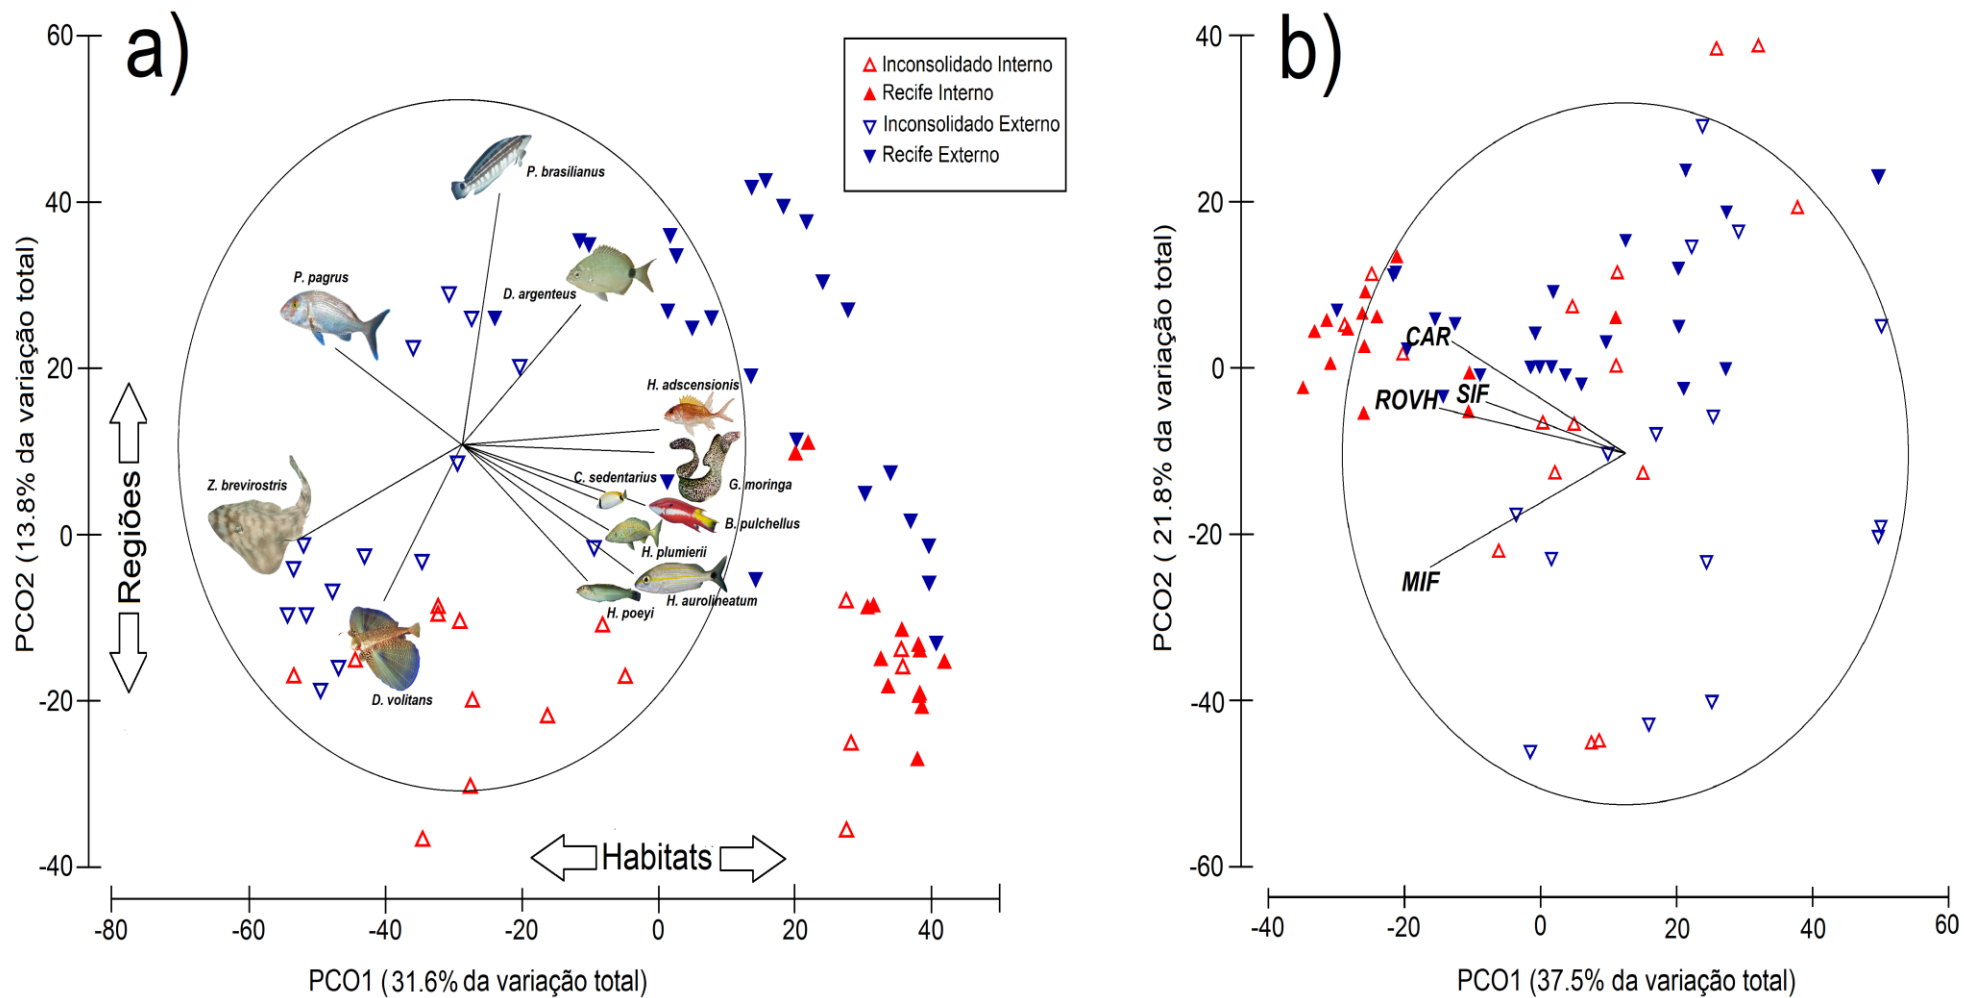 a)
Inconsolidado Interno
Recife Interno
Inconsolidado Externo
Recife Externo
60
40
20
0
-20
-40
PCO2 (13.8% da variação total)
Regiões
P. brasilianus
P. pagrus
D. argenteus
H. adscensionis
C. sedentarius
G. moringa
Z. brevirostris
B. pulchellus
H. plumierii
H. aurolineatum
H. poeyi
D. volitans
Habitats
-80
-60
-40
-20
0
20
40
PCO1 (31.6% da variação total)
b)
40
20
0
-20
-40
-60
PCO2 ( 21.8% da variação total)
CAR
SIF
ROVH
MIF
-40
-20
0
20
40
60
PCO1 (37.5% da variação total)